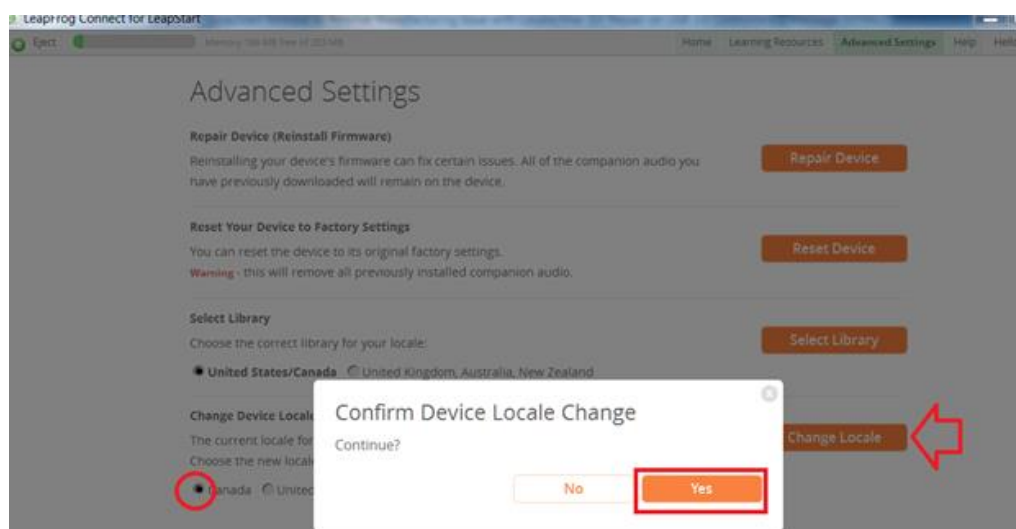 LeapFrog Connect for LeapStart
Eject
Home Learning Resources Advanced Settings Help Hello
Advanced Settings
Repair Device (Reinstall Firmware)
Reinstalling your device's firmware can fix certain issues. All of the companion audio you
have previously downloaded will remain on the device.
Repair Device
Reset Your Device to Factory Settings
You can reset the device to its original factory settings.
Warning - this will remove all previously installed companion audio.
Reset Device
Select Library
Choose the correct library for your locale:
Select Library
United States/Canada United Kingdom, Australia, New Zealand
Change Device Locale
The current locale for
Choose the new locale
Canada United
Change Locale
Confirm Device Locale Change
Continue?
No Yes